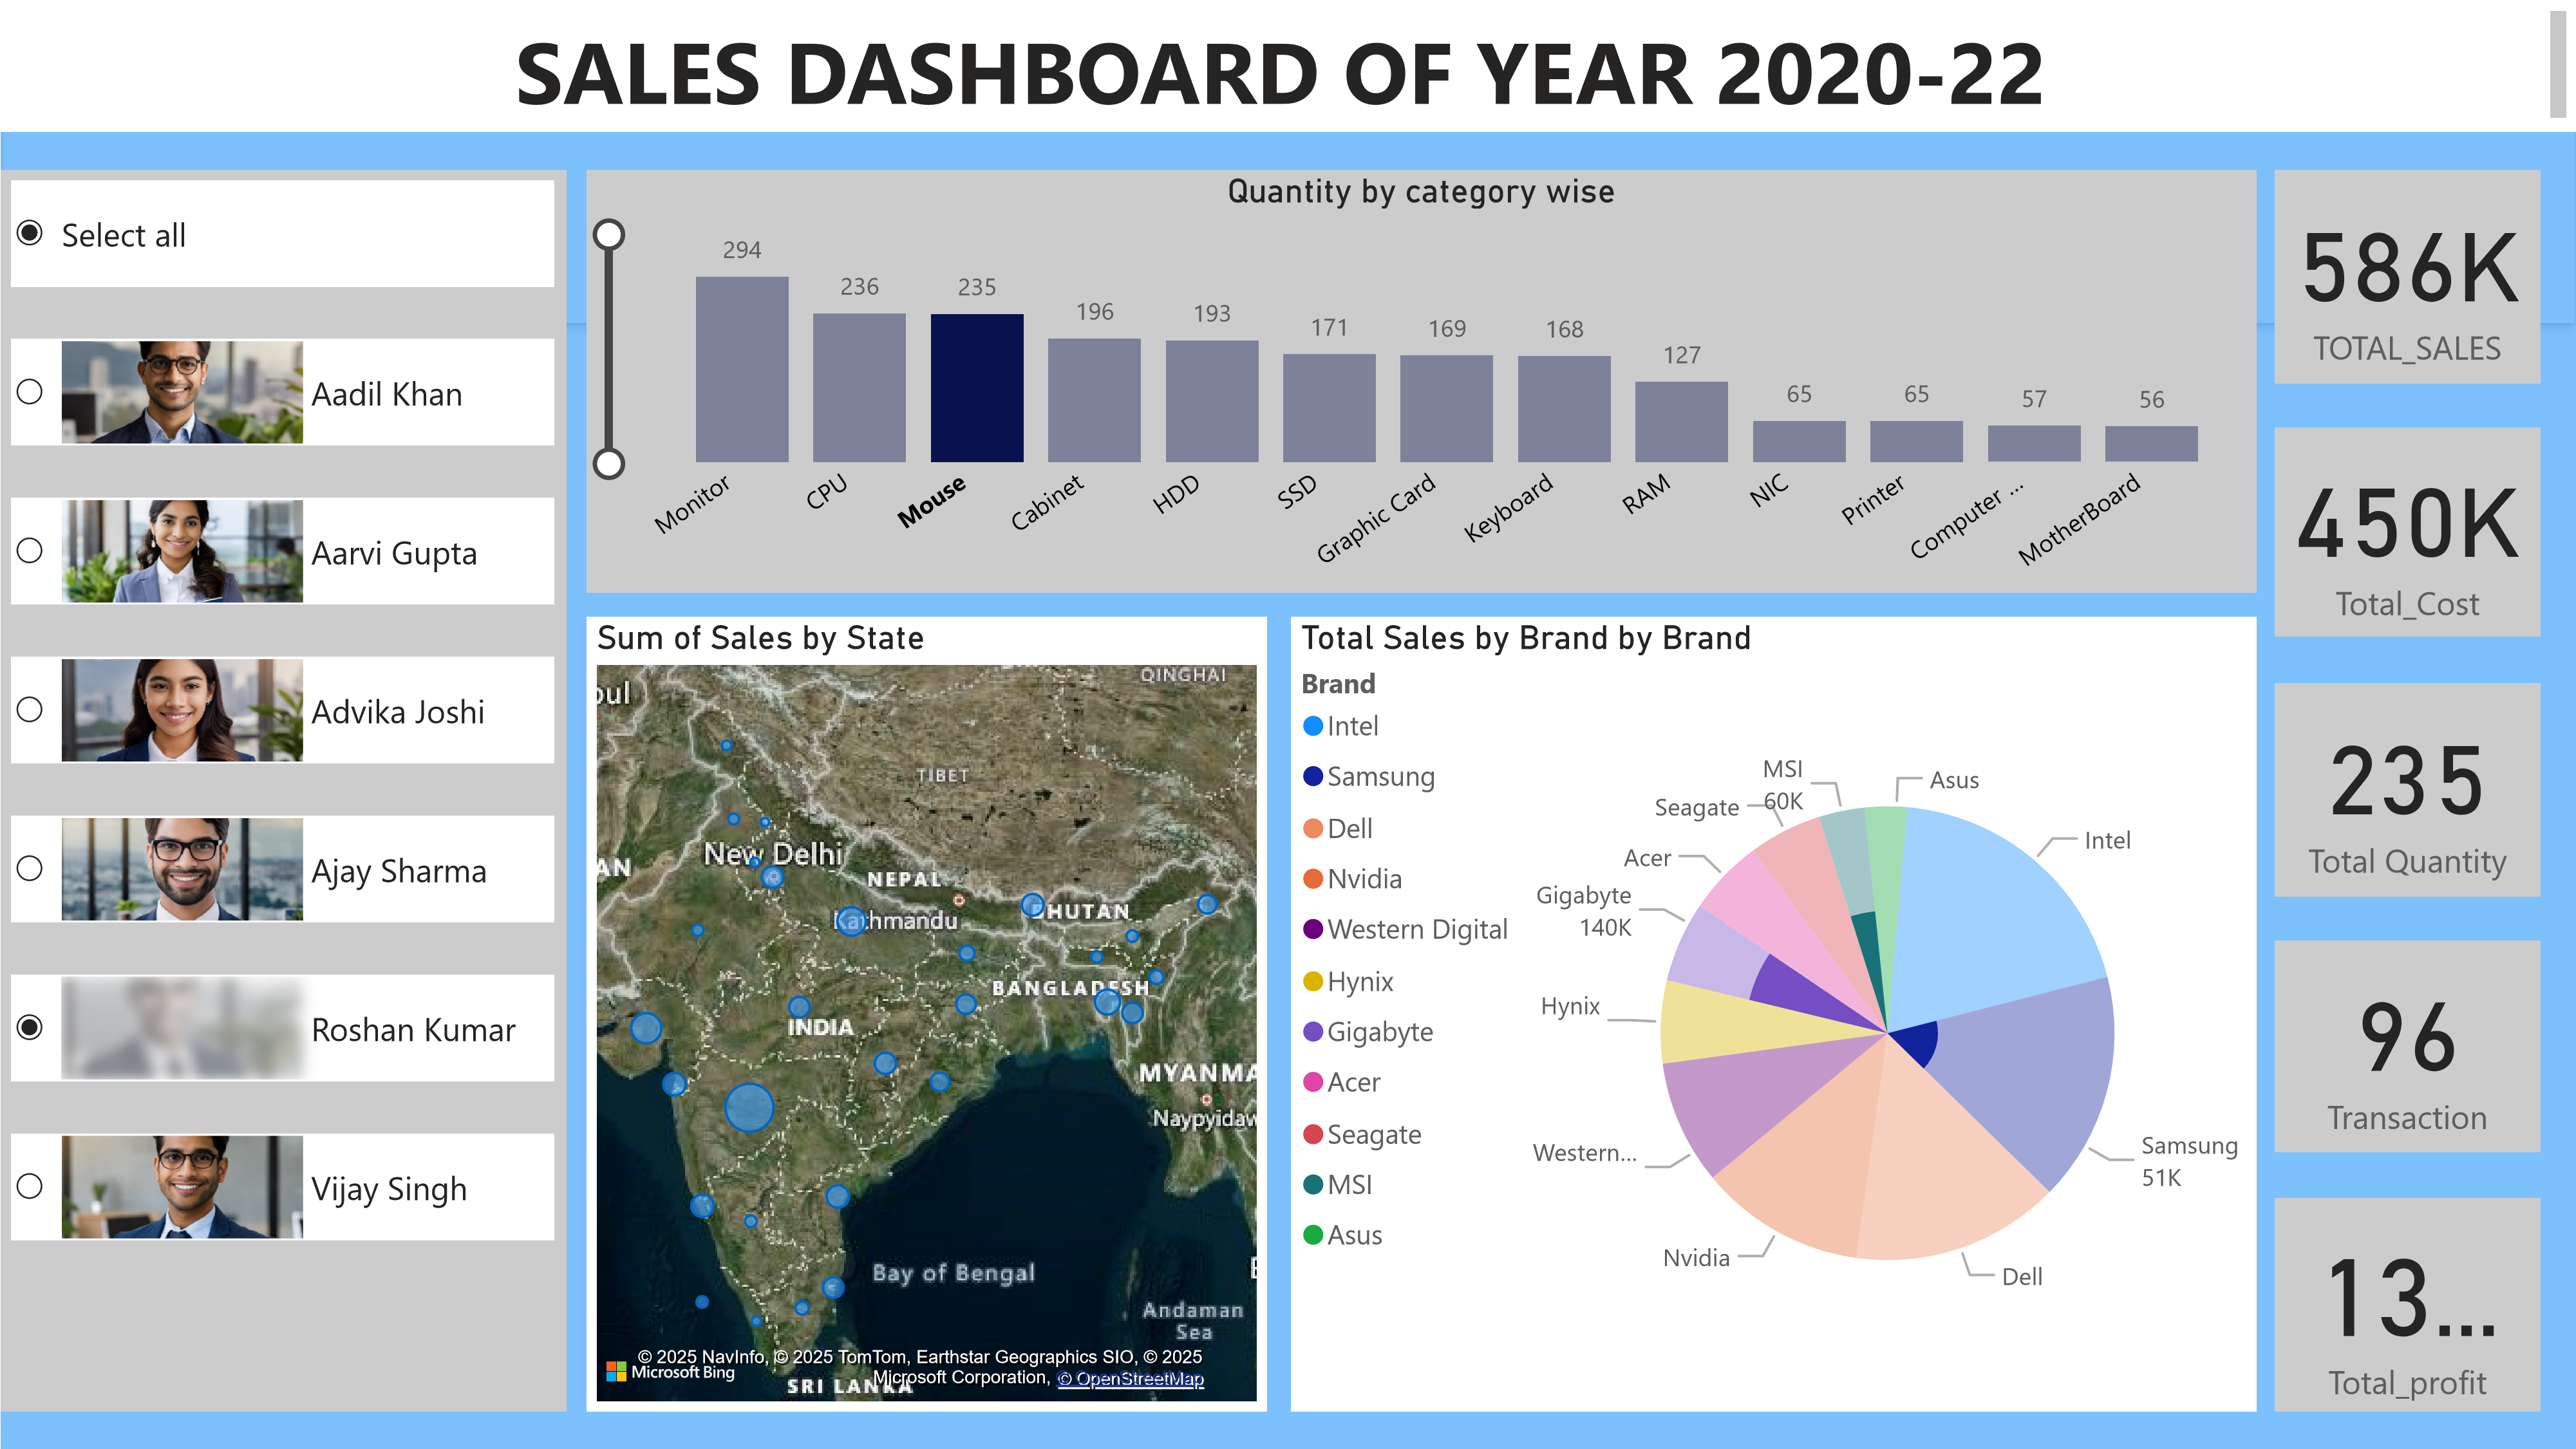 SALES DASHBOARD OF YEAR 2020-22
Select all
Aadil Khan
Aarvi Gupta
Advika Joshi
Ajay Sharma
Roshan Kumar
Vijay Singh
Quantity by category wise
294
236
235
196
193
171
169
168
127
65
65
57
56
Monitor
CPU
Mouse
Cabinet
HDD
SSD
Graphic Card
Keyboard
RAM
NIC
Printer
Computer ...
MotherBoard
Sum of Sales by State
QINGHAI
TIBET
New Delhi
NEPAL
Kathmandu
BHUTAN
BANGLADESH
INDIA
Bay of Bengal
Andaman
Sea
SRI LANKA
Microsoft Bing
© 2025 NavInfo, © 2025 TomTom, Earthstar Geographics SIO, © 2025
Microsoft Corporation, © OpenStreetMap
Total Sales by Brand by Brand
Brand
Intel
Samsung
Dell
Nvidia
Western Digital
Hynix
Gigabyte
Acer
Seagate
MSI
Asus
MSI
60K
Asus
Seagate
Intel
Acer
Gigabyte
140K
Hynix
Western...
Samsung
51K
Nvidia
Dell
586K
TOTAL_SALES
450K
Total_Cost
235
Total Quantity
96
Transaction
13...
Total_profit